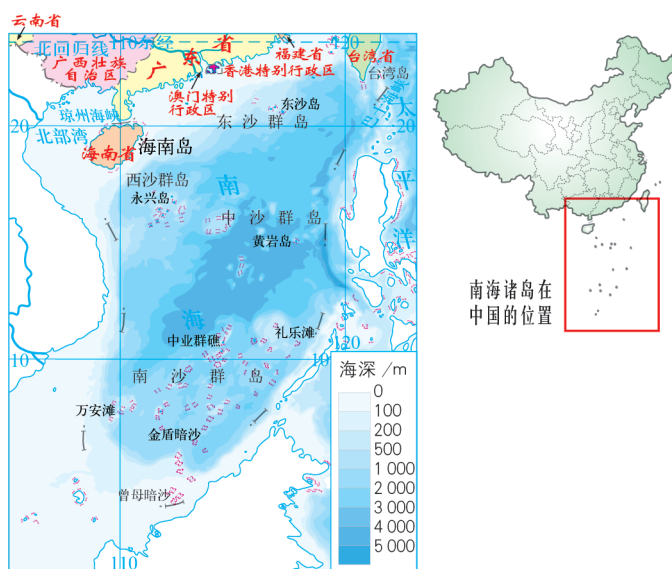 云南省
北回归线
110
东经
120
广西壮族
自治区
广东省
福建省
台湾省
香港特别行政区
台湾岛
澳门特别
行政区
琼州海峡
东沙岛
太平洋
20
北部湾
东沙群岛
20
海南省
海南岛
西沙群岛
南海
永兴岛
中沙群岛
黄岩岛
南海诸岛在
中国的位置
中业群礁
礼乐滩
10
120
南沙群岛
海深/m
0
100
200
500
1 000
2 000
3 000
4 000
5 000
万安滩
金盾暗沙
曾母暗沙
110